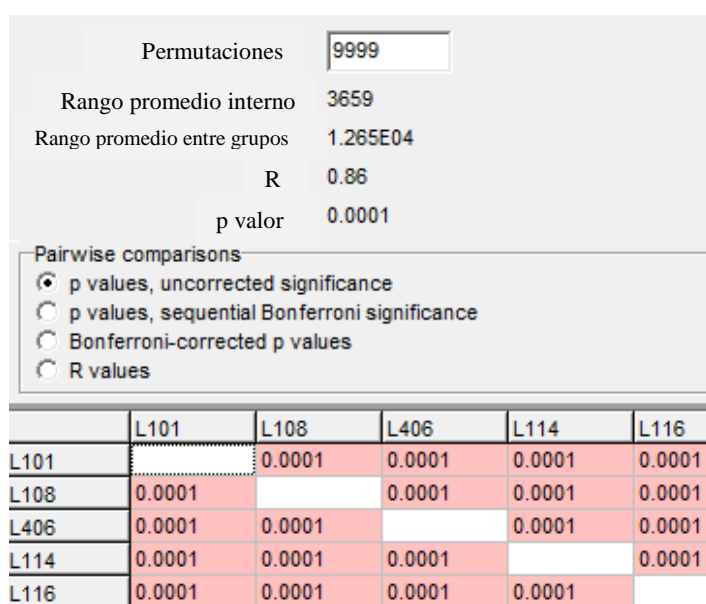 Permutaciones 9999
Rango promedio interno 3659
Rango promedio entre grupos 1.265E04
R 0.86
p valor 0.0001
Pairwise comparisons
p values, uncorrected significance
p values, sequential Bonferroni significance
Bonferroni-corrected p values
R values
L101 L108 L406 L114 L116
L101 0.0001 0.0001 0.0001 0.0001
L108 0.0001 0.0001 0.0001 0.0001
L406 0.0001 0.0001 0.0001 0.0001
L114 0.0001 0.0001 0.0001 0.0001
L116 0.0001 0.0001 0.0001 0.0001